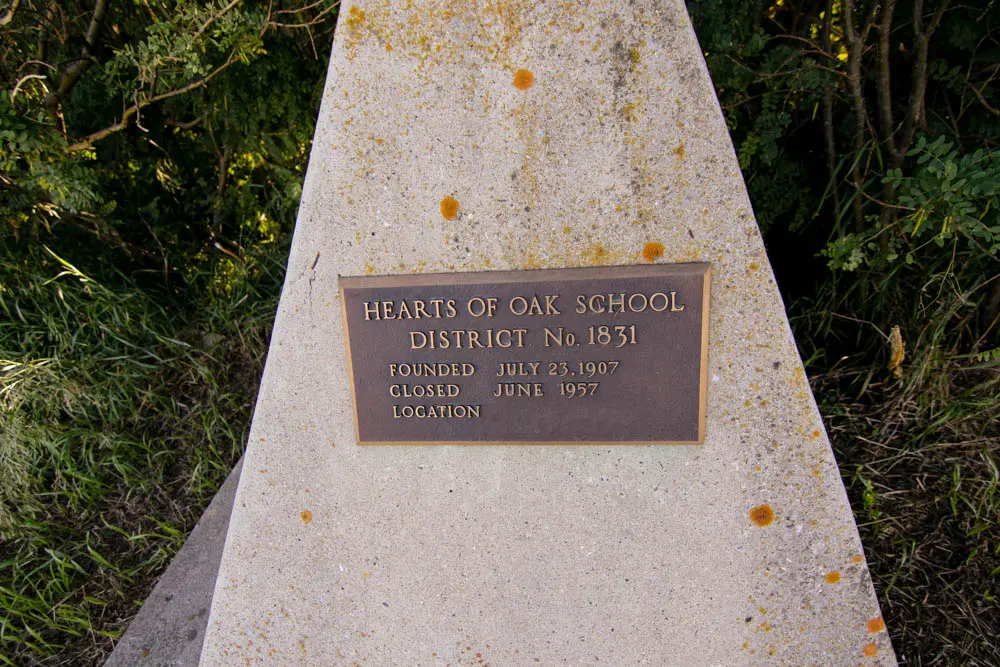 HEARTS OF OAK SCHOOL
DISTRICT No. 1831
FOUNDED JULY 23, 1907
CLOSED JUNE 1957
LOCATION